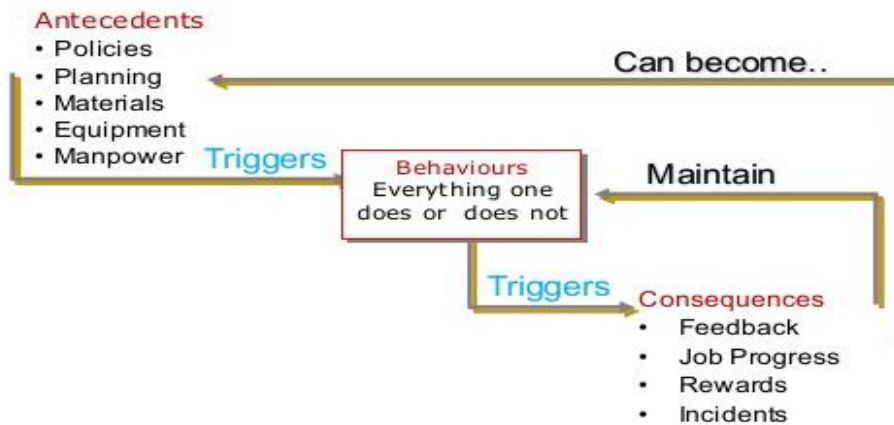 Antecedents
• Policies
• Planning
• Materials
• Equipment
• Manpower
Can become..
Triggers
Behaviours
Everything one
does or does not
Maintain
Triggers
Consequences
• Feedback
• Job Progress
• Rewards
• Incidents